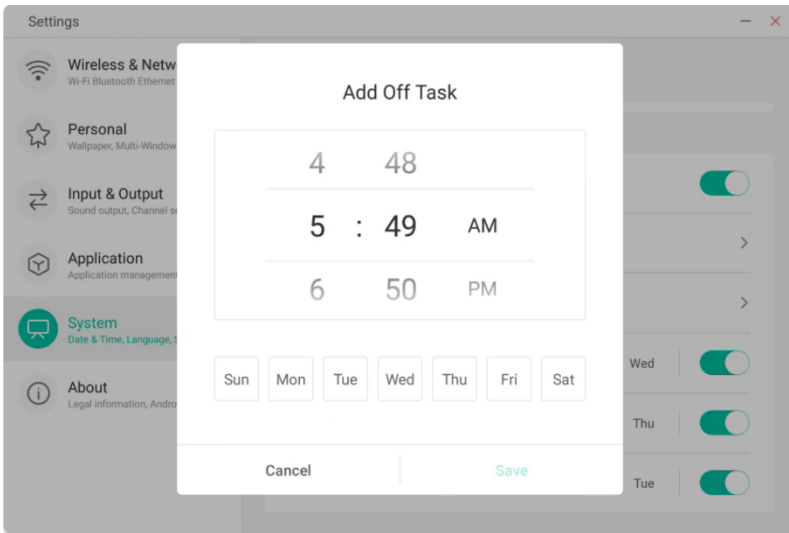 Settings
Wireless & Netw
Wi-Fi Bluetooth Ethernet
Personal
Wallpaper, Multi-Window
Input & Output
Sound output, Channel s
Application
Application management
System
Date & Time, Language, S
About
Legal information, Andro
Add Off Task
4 48
5 : 49 AM
6 50 PM
Sun Mon Tue Wed Thu Fri Sat
Cancel Save
Wed
Thu
Tue